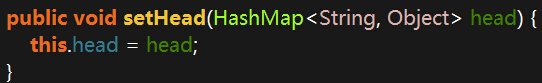 public void setHead(HashMap<String, Object> head) {
    this.head = head;
}